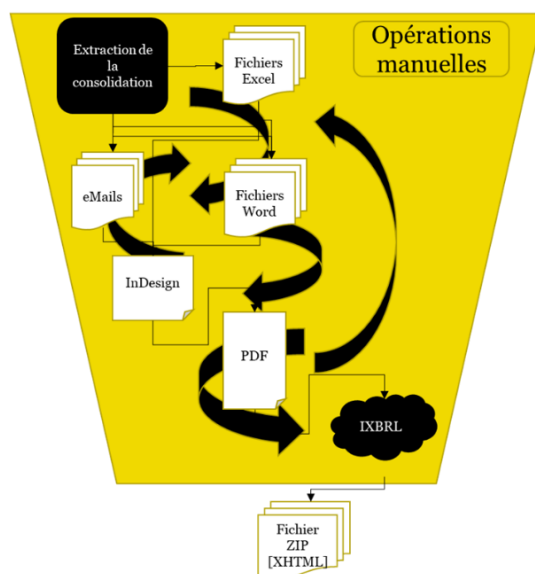 Extraction de
la
consolidation
Fichiers
Excel
Opérations
manuelles
eMails
Fichiers
Word
InDesign
PDF
IXBRL
Fichier
ZIP
[XHTML]